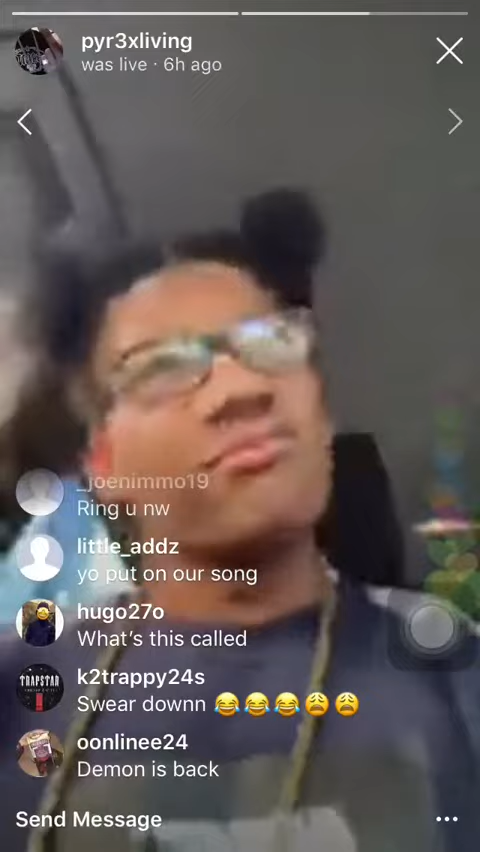 pyr3xliving
was live · 6h ago
_joenimmo19
Ring u nw
little_addz
yo put on our song
hugo27o
What's this called
TRAPSTAR
k2trappy24s
Swear downn 😂😂😂😩😩
oonlinee24
Demon is back
Send Message